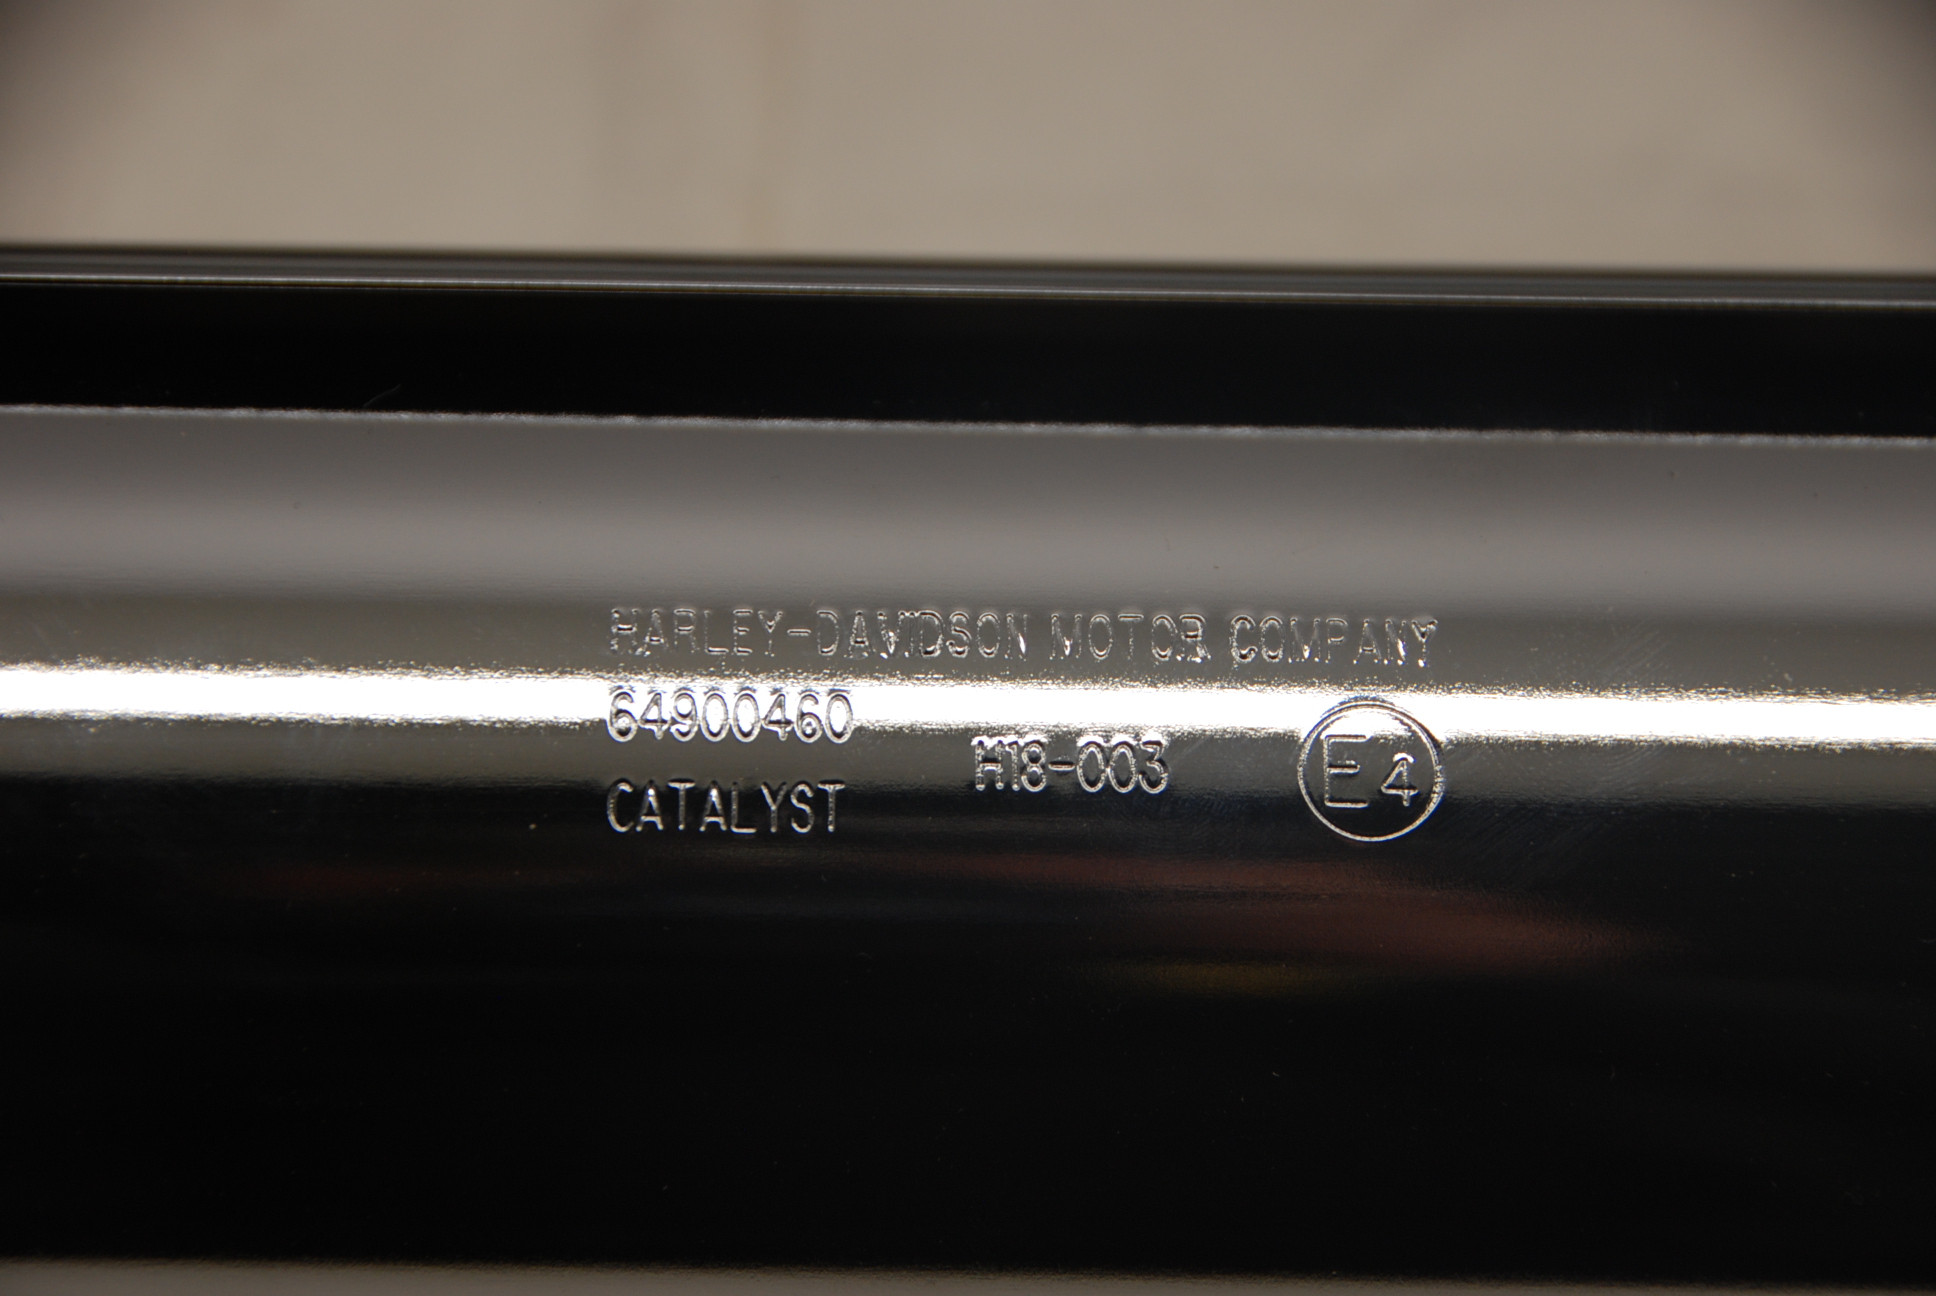 HARLEY-DAVIDSON MOTOR COMPANY
64900460
H18-003
E4
CATALYST